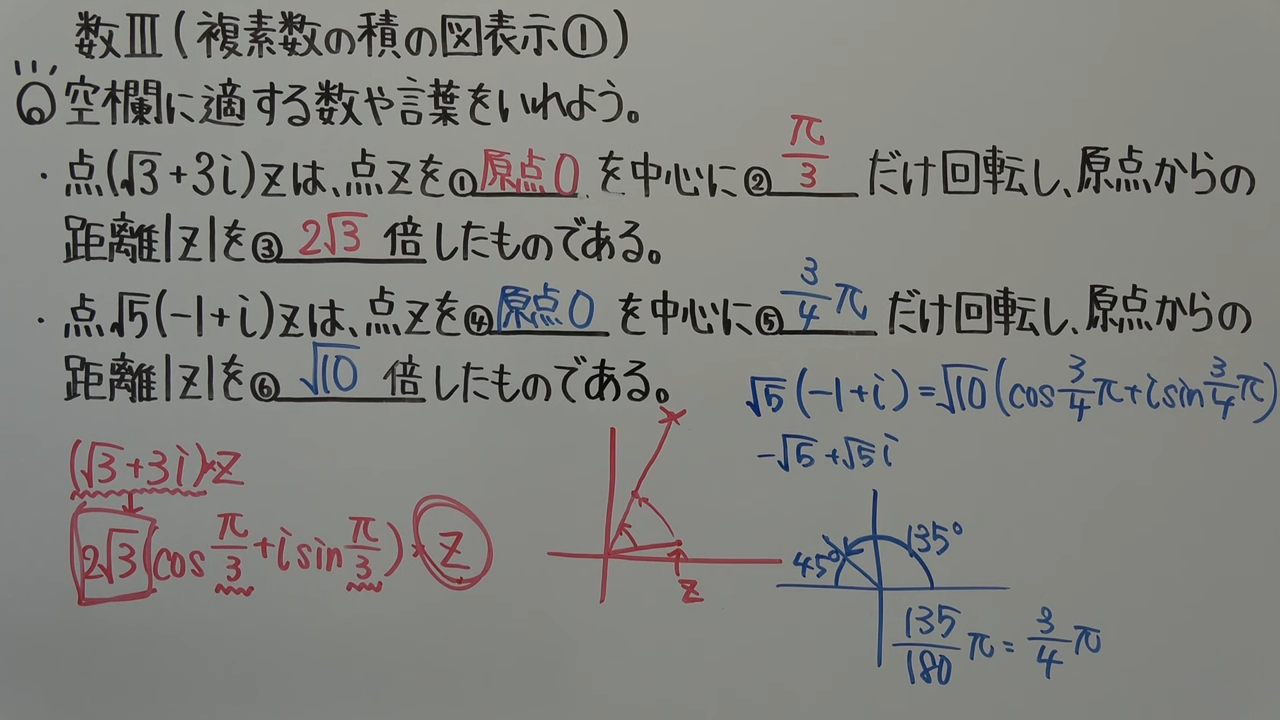 数Ⅲ(複素数の積の図表示①)
空欄に適する数や言葉をいれよう。
・点(√3+3i)zは、点zを①原点0を中心に②π/3だけ回転し、原点からの
距離|z|を③2√3倍したものである。
・点√5(-1+i)zは、点zを④原点0を中心に⑤3/4πだけ回転し、原点からの
距離|z|を⑥√10倍したものである。
√5(-1+i)=√10(cos3/4π+isin3/4π)
-√5+√5i
(√3+3i)×z
2√3(cosπ/3+isinπ/3)・z
z
45°
135°
135/180π=3/4π